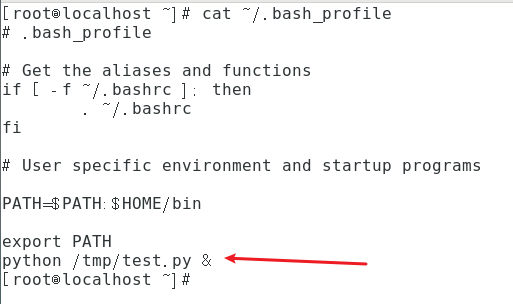 [root@localhost ~]# cat ~/.bash_profile
# .bash_profile
# Get the aliases and functions
if [ -f ~/.bashrc ]; then
        . ~/.bashrc
fi
# User specific environment and startup programs
PATH=$PATH:$HOME/bin
export PATH
python /tmp/test.py &
[root@localhost ~]#